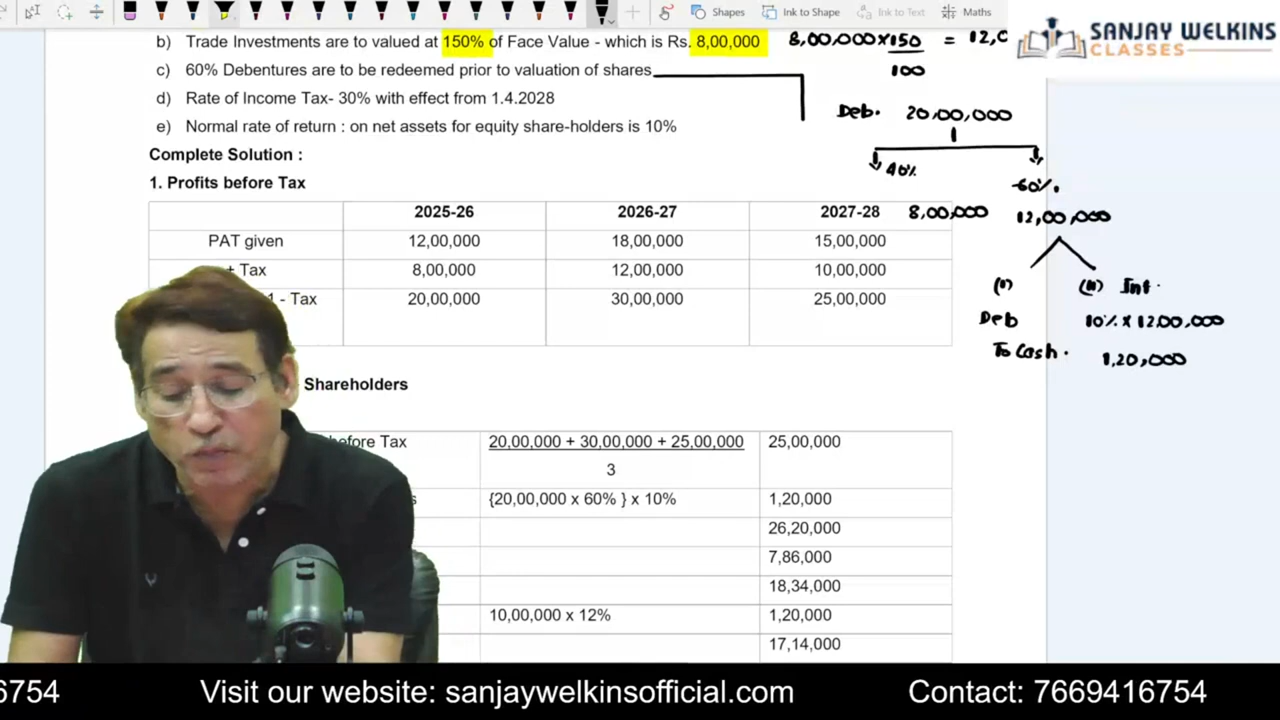 Shapes
Ink to Shape
Ink to Text
Maths
SANJAY WELKINS
CLASSES
b) Trade Investments are to valued at 150% of Face Value - which is Rs. 8,00,000
8,00,000 x 150 = 12,0
100
c) 60% Debentures are to be redeemed prior to valuation of shares
d) Rate of Income Tax- 30% with effect from 1.4.2028
Deb. 20,00,000
e) Normal rate of return : on net assets for equity share-holders is 10%
Complete Solution :
40%
60%
1. Profits before Tax
2025-26 2026-27 2027-28
8,00,000 12,00,000
PAT given 12,00,000 18,00,000 15,00,000
+ Tax 8,00,000 12,00,000 10,00,000
1 - Tax 20,00,000 30,00,000 25,00,000
(I) (II) Int.
Deb 10% x 12,00,000
To Cash. 1,20,000
Shareholders
before Tax 20,00,000 + 30,00,000 + 25,00,000 25,00,000
3
s {20,00,000 x 60% } x 10% 1,20,000
26,20,000
7,86,000
18,34,000
10,00,000 x 12% 1,20,000
17,14,000
6754 Visit our website: sanjaywelkinsofficial.com Contact: 7669416754